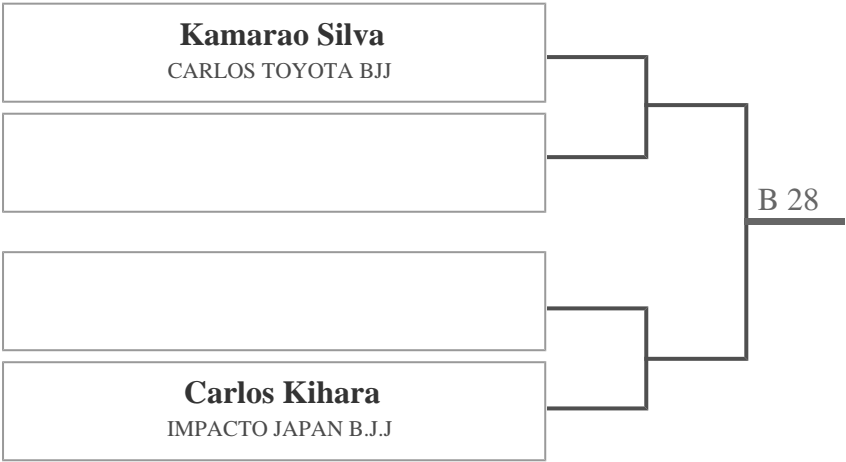 Kamarao Silva
CARLOS TOYOTA BJJ
B 28
Carlos Kihara
IMPACTO JAPAN B.J.J